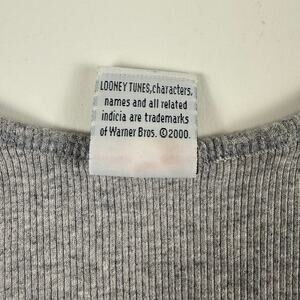 LOONEY TUNES, characters,
names and all related
indicia are trademarks
of Warner Bros. ©2000.